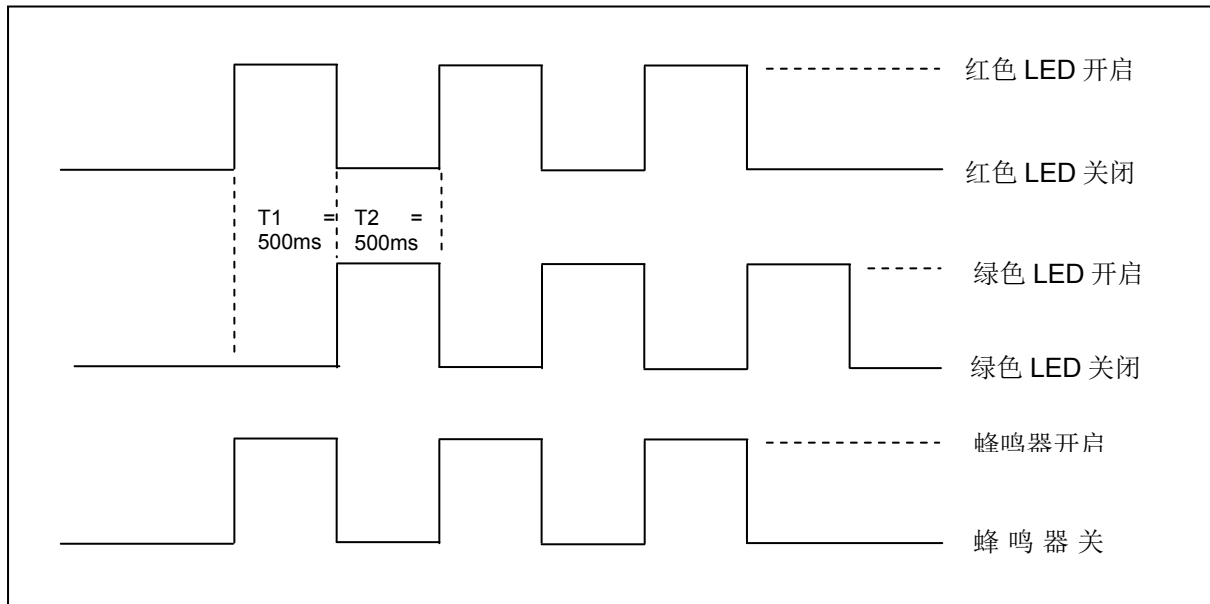 红色 LED 开启
红色 LED 关闭
T1 =
500ms
T2 =
500ms
绿色 LED 开启
绿色 LED 关闭
蜂鸣器开启
蜂 鸣 器 关